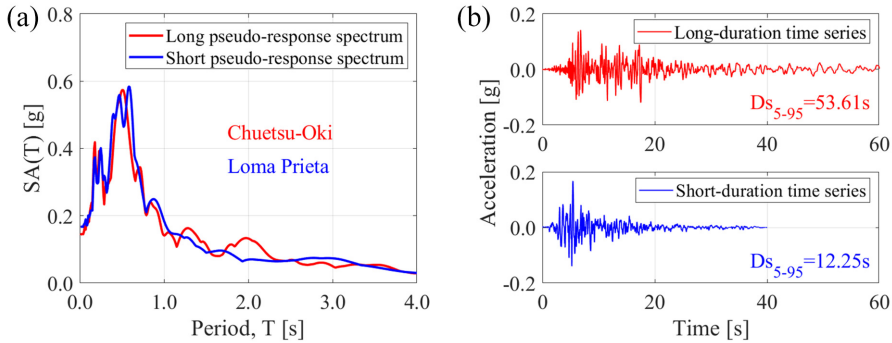 (a)
0.8
0.6
0.4
0.2
0.0
SA(T) [g]
Long pseudo-response spectrum
Short pseudo-response spectrum
Chuetsu-Oki
Loma Prieta
0.0 1.0 2.0 3.0 4.0
Period, T [s]
(b)
Acceleration [g]
0.2
0.0
-0.2
Long-duration time series
Ds5-95=53.61s
0 20 40 60
0.2
0.0
-0.2
Short-duration time series
Ds5-95=12.25s
0 20 40 60
Time [s]